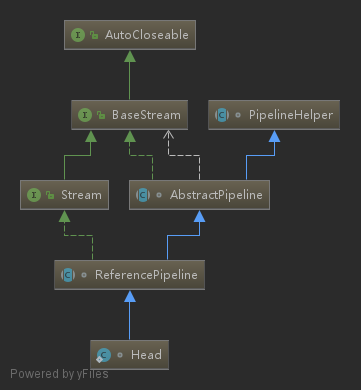 I AutoCloseable
I BaseStream
C PipelineHelper
I Stream
C AbstractPipeline
C ReferencePipeline
C Head
Powered by yFiles